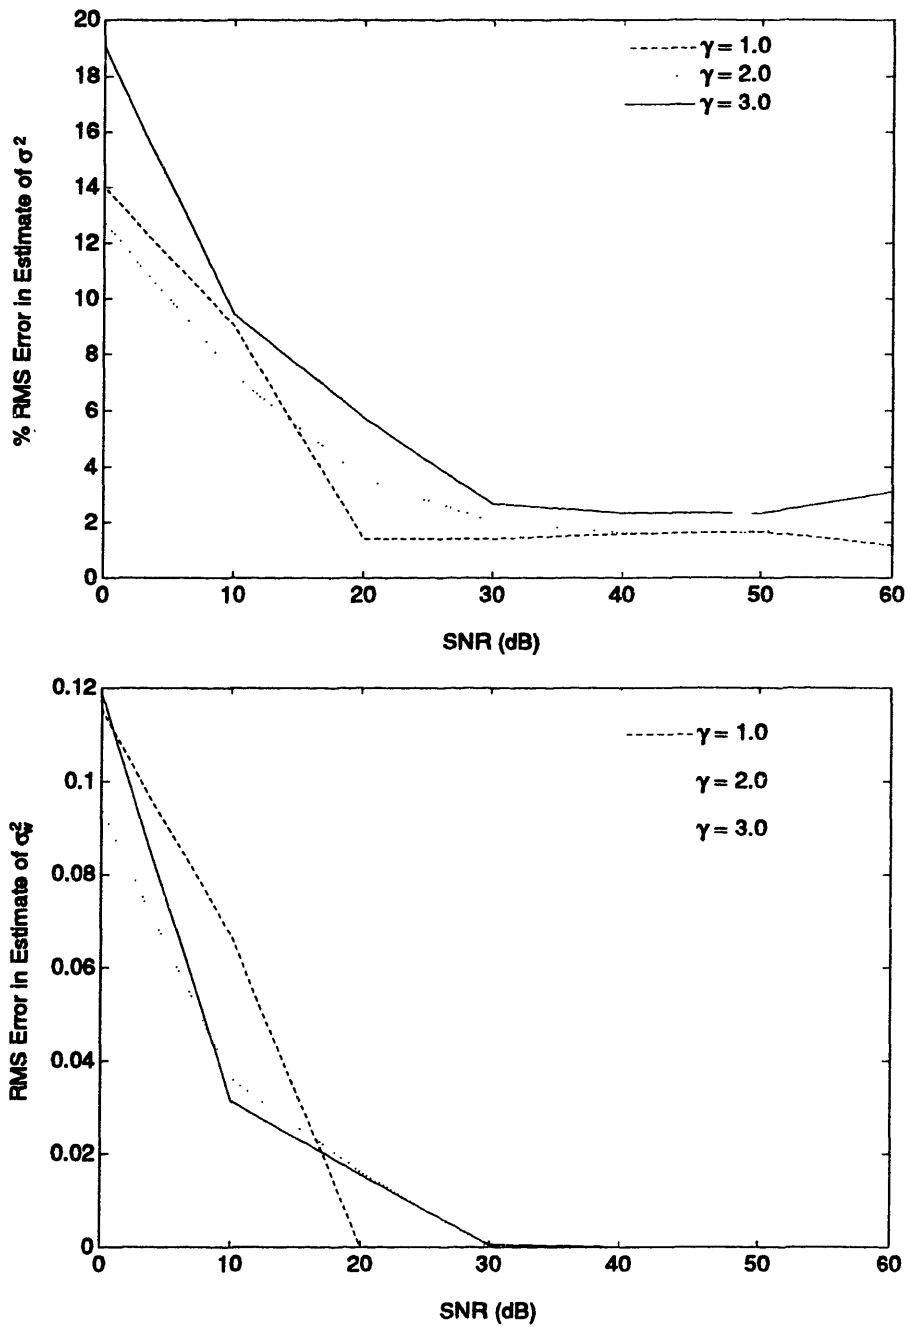 20
18
16
14
12
10
8
6
4
2
0
% RMS Error in Estimate of σ²
γ = 1.0
γ = 2.0
γ = 3.0
0 10 20 30 40 50 60
SNR (dB)
0.12
0.1
0.08
0.06
0.04
0.02
0
RMS Error in Estimate of σ²w
γ = 1.0
γ = 2.0
γ = 3.0
0 10 20 30 40 50 60
SNR (dB)